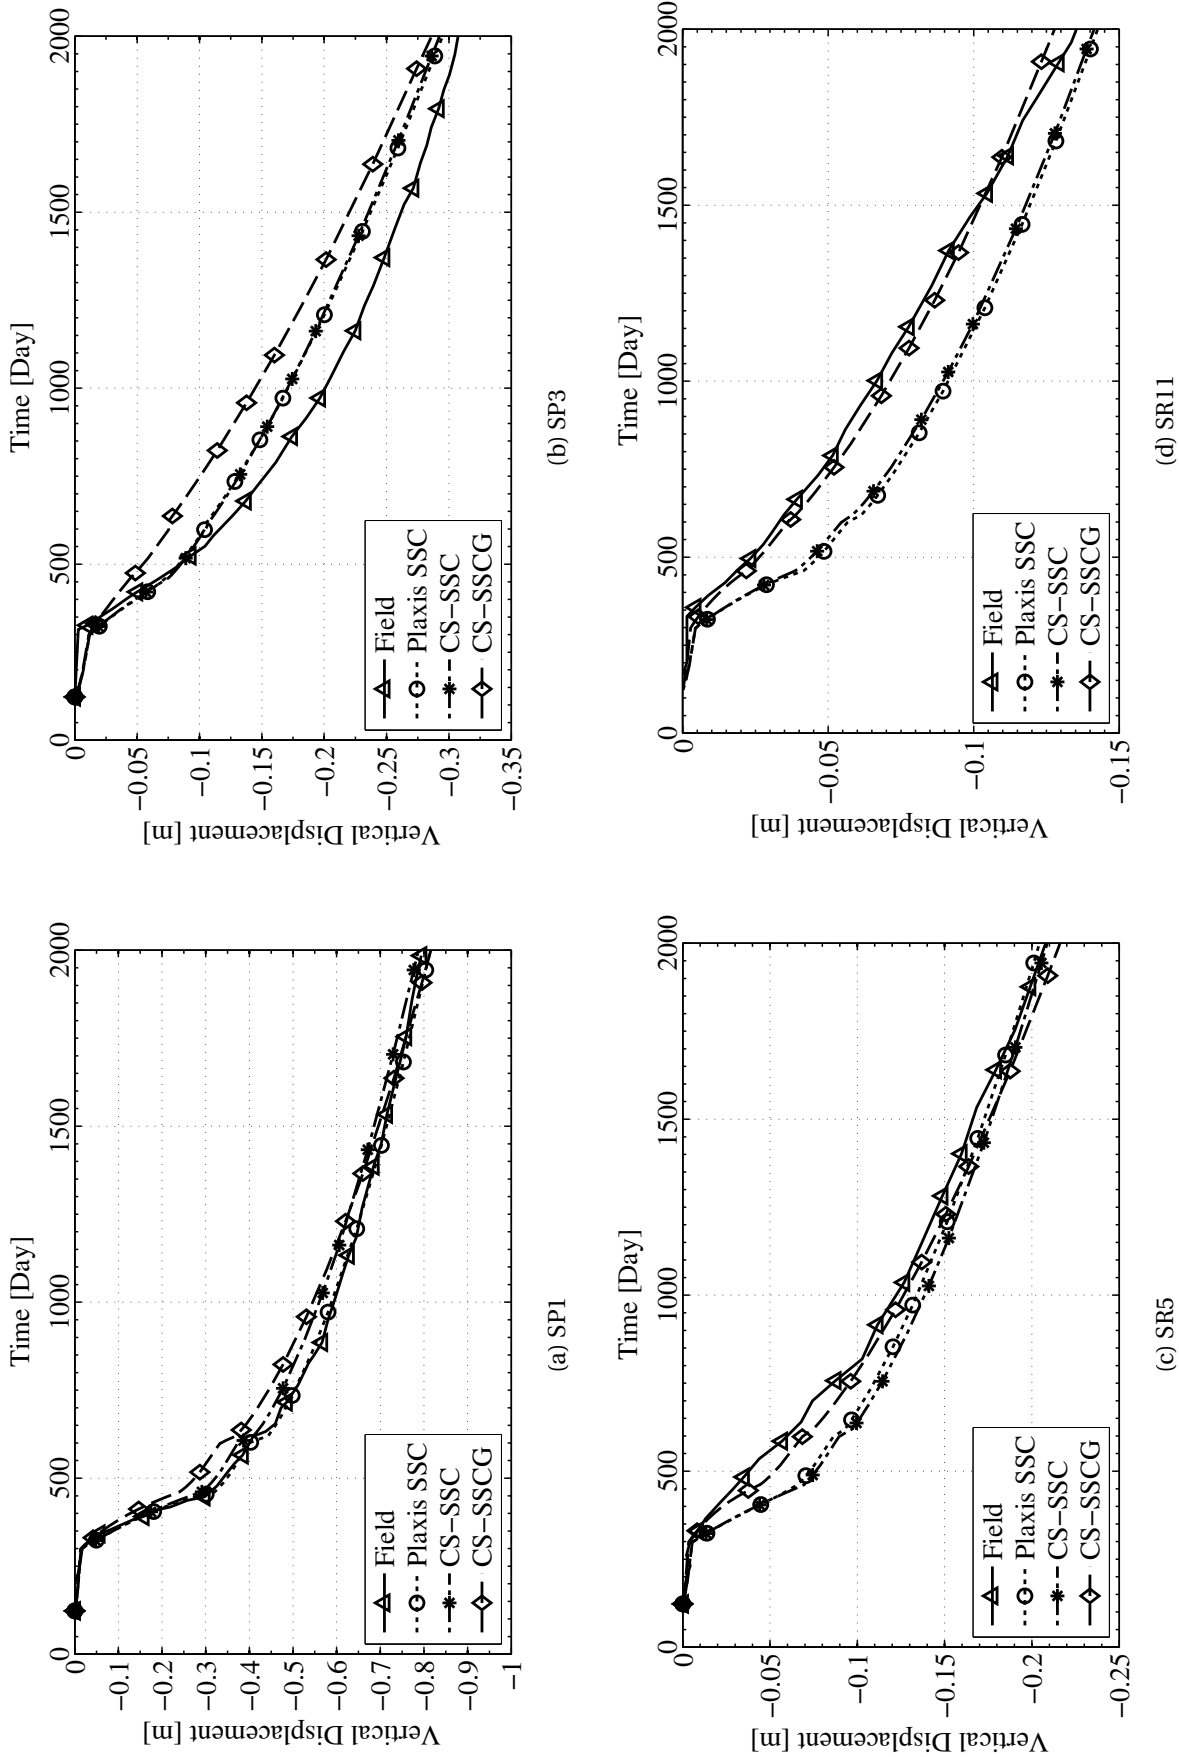 Time [Day]
0
500
1000
1500
2000
0
−0.1
−0.2
−0.3
−0.4
−0.5
−0.6
−0.7
−0.8
−0.9
−1
Vertical Displacement [m]
Field
Plaxis SSC
CS−SSC
CS−SSCG
(a) SP1
Time [Day]
0
500
1000
1500
2000
0
−0.05
−0.1
−0.15
−0.2
−0.25
−0.3
−0.35
Vertical Displacement [m]
Field
Plaxis SSC
CS−SSC
CS−SSCG
(b) SP3
Time [Day]
0
500
1000
1500
2000
0
−0.05
−0.1
−0.15
−0.2
−0.25
Vertical Displacement [m]
Field
Plaxis SSC
CS−SSC
CS−SSCG
(c) SR5
Time [Day]
0
500
1000
1500
2000
0
−0.05
−0.1
−0.15
Vertical Displacement [m]
Field
Plaxis SSC
CS−SSC
CS−SSCG
(d) SR11